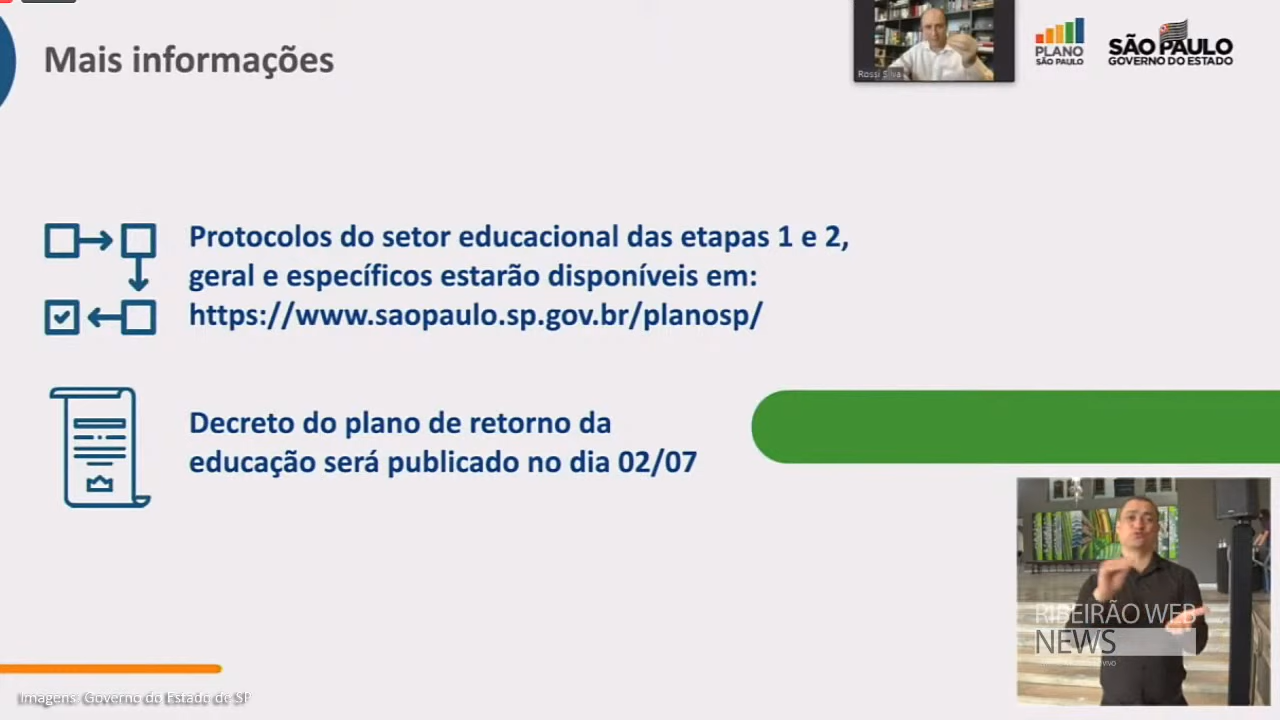 Mais informações
Rossi Silva
PLANO
SÃO PAULO
SÃO PAULO
GOVERNO DO ESTADO
Protocolos do setor educacional das etapas 1 e 2,
geral e específicos estarão disponíveis em:
https://www.saopaulo.sp.gov.br/planosp/
Decreto do plano de retorno da
educação será publicado no dia 02/07
RIBEIRÃO WEB
NEWS
Imagens: Governo do Estado de SP